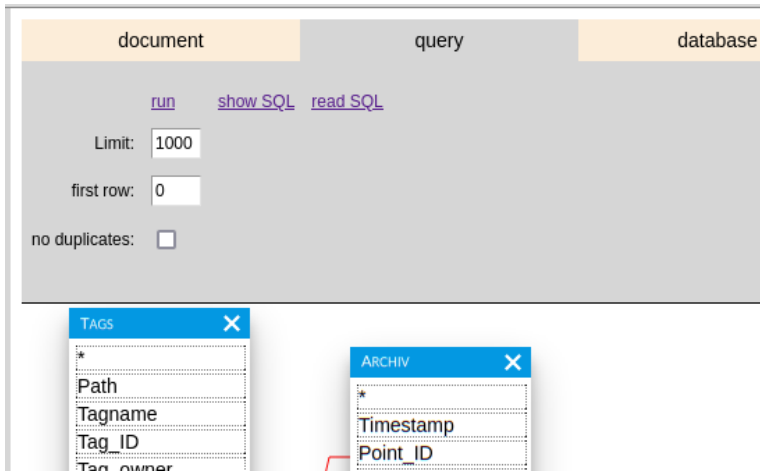 document query database
run show SQL read SQL
Limit: 1000
first row: 0
no duplicates:
TAGS
*
Path
Tagname
Tag_ID
Tag_owner
ARCHIV
*
Timestamp
Point_ID